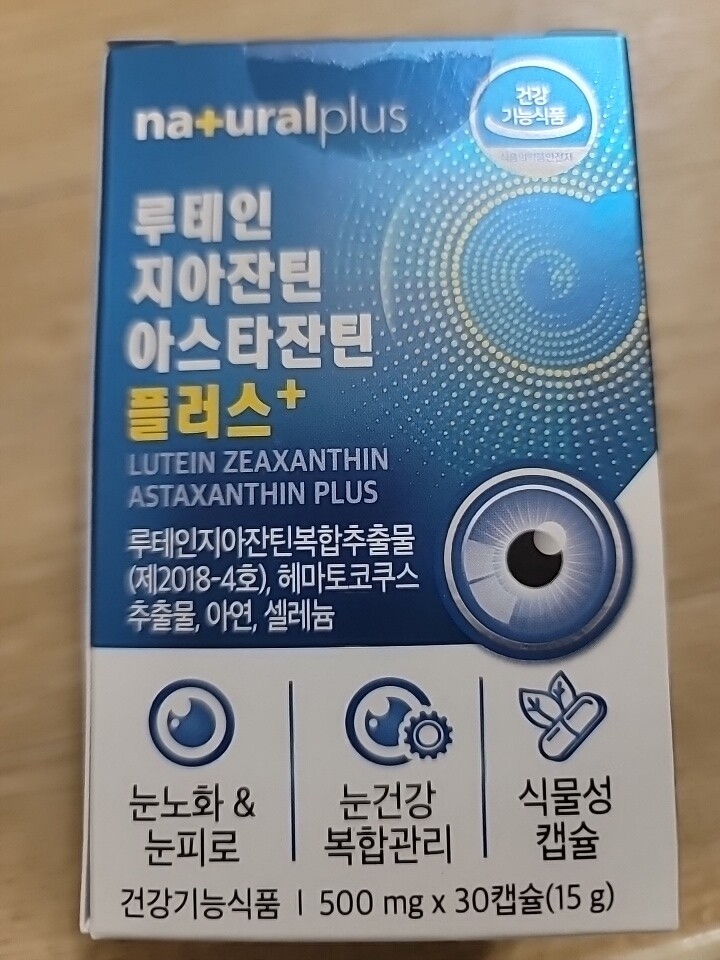 na+uralplus
건강
기능식품
루테인
지아잔틴
아스타잔틴
플러스+
LUTEIN ZEAXANTHIN
ASTAXANTHIN PLUS
루테인지아잔틴복합추출물
(제2018-4호), 헤마토코쿠스
추출물, 아연, 셀레늄
눈노화 &
눈피로
눈건강
복합관리
식물성
캡슐
건강기능식품 I 500 mg x 30캡슐(15 g)